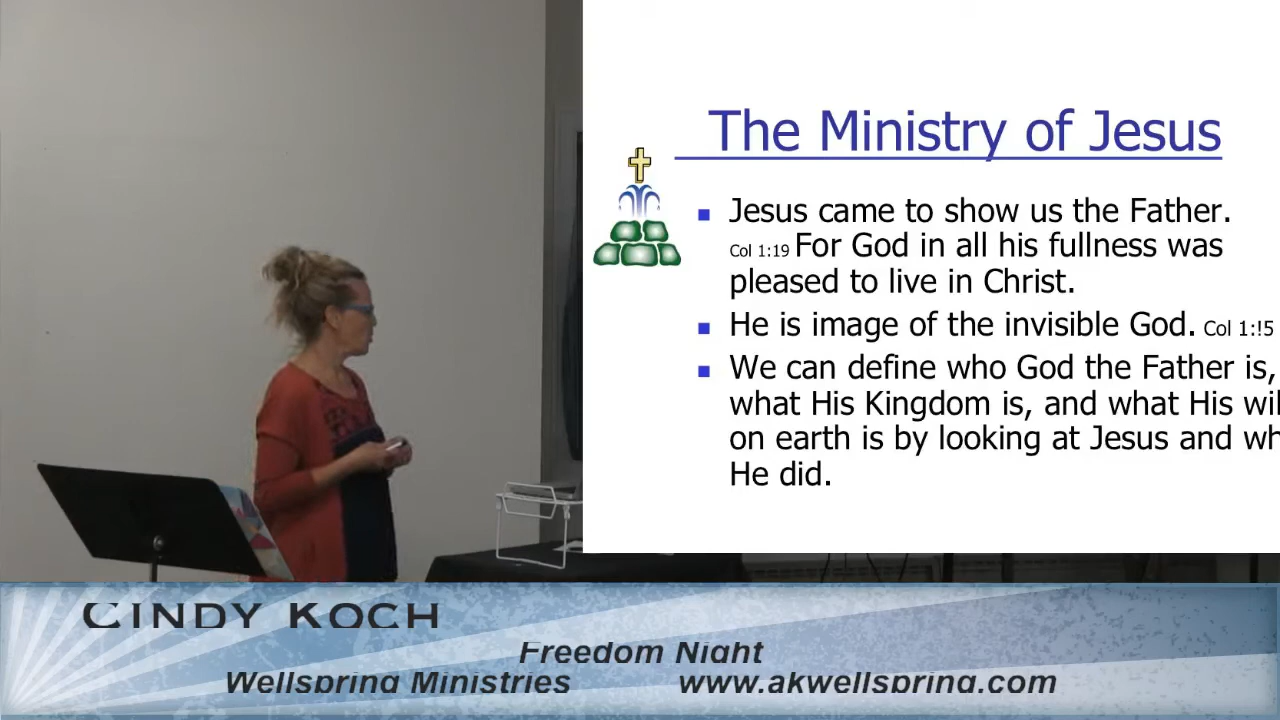 The Ministry of Jesus
Jesus came to show us the Father.
Col 1:19 For God in all his fullness was
pleased to live in Christ.
He is image of the invisible God. Col 1:!5
We can define who God the Father is,
what His Kingdom is, and what His wil
on earth is by looking at Jesus and wh
He did.
CINDY KOCH
Freedom Night
Wellspring Ministries www.akwellspring.com